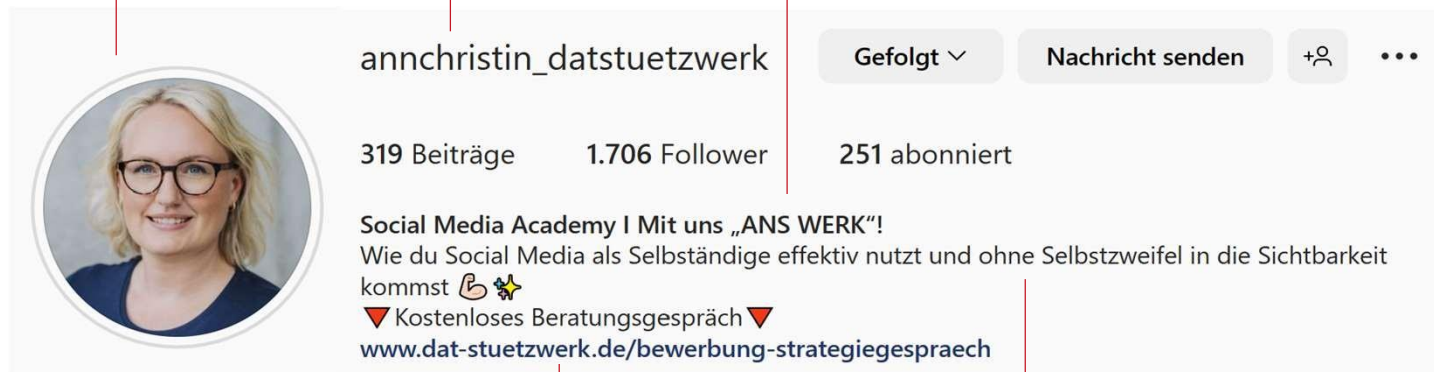 annchristin_datstuetzwerk Gefolgt Nachricht senden
319 Beiträge 1.706 Follower 251 abonniert
Social Media Academy I Mit uns „ANS WERK“!
Wie du Social Media als Selbständige effektiv nutzt und ohne Selbstzweifel in die Sichtbarkeit
kommst 💪🏻✨
🔻Kostenloses Beratungsgespräch🔻
www.dat-stuetzwerk.de/bewerbung-strategiegespraech